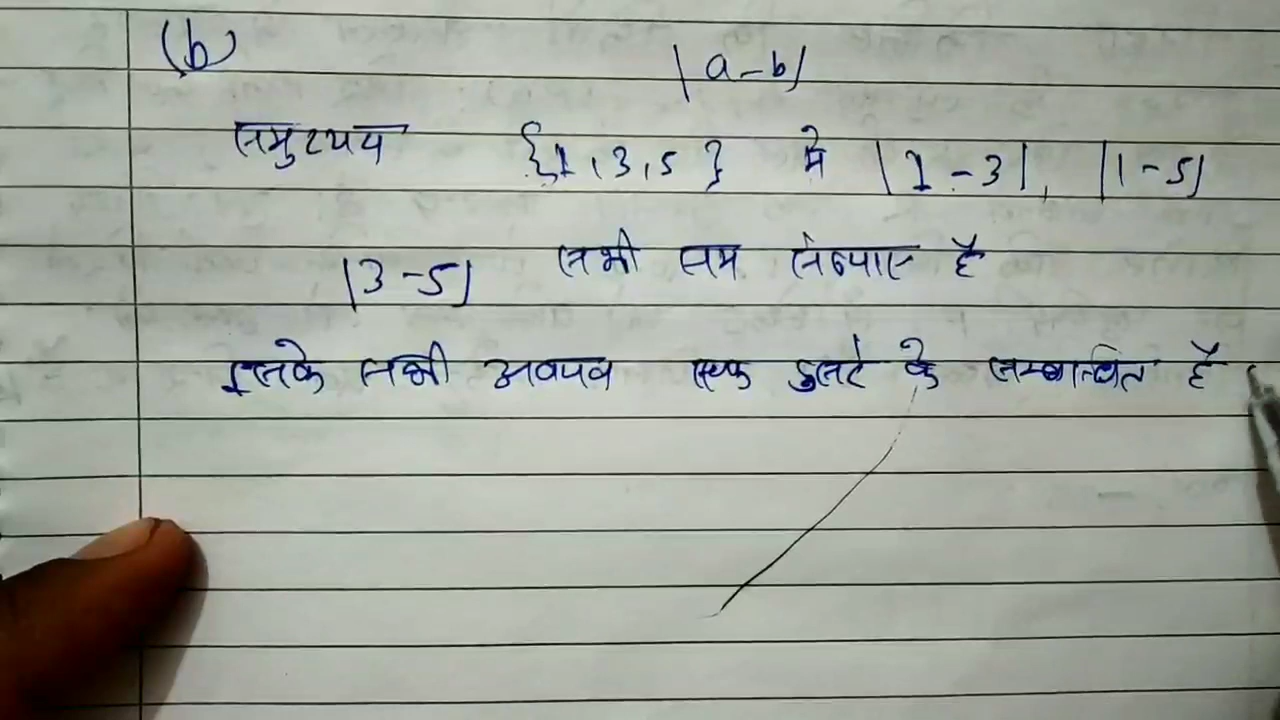 (b)
|a-b|
समुच्चय {1,3,5} मे |1-3|, |1-5|
|3-5| सभी सम संख्याए है
इसके सभी अवयव एक दुसरे के सम्बन्धित है